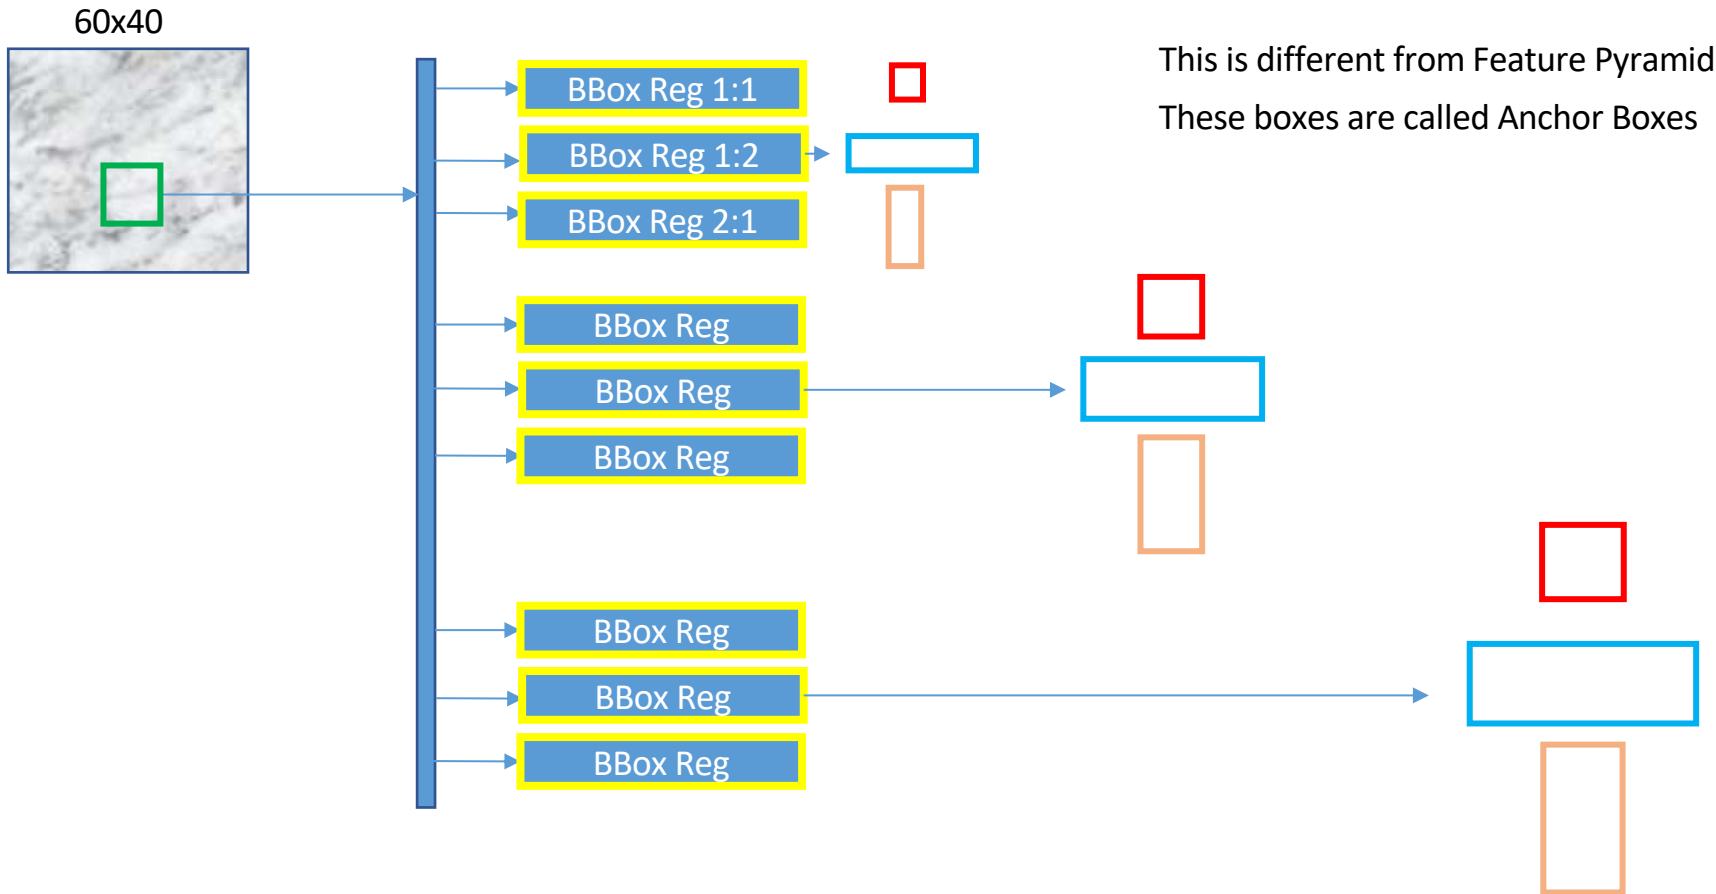 60x40
This is different from Feature Pyramid
These boxes are called Anchor Boxes
BBox Reg 1:1
BBox Reg 1:2
BBox Reg 2:1
BBox Reg
BBox Reg
BBox Reg
BBox Reg
BBox Reg
BBox Reg